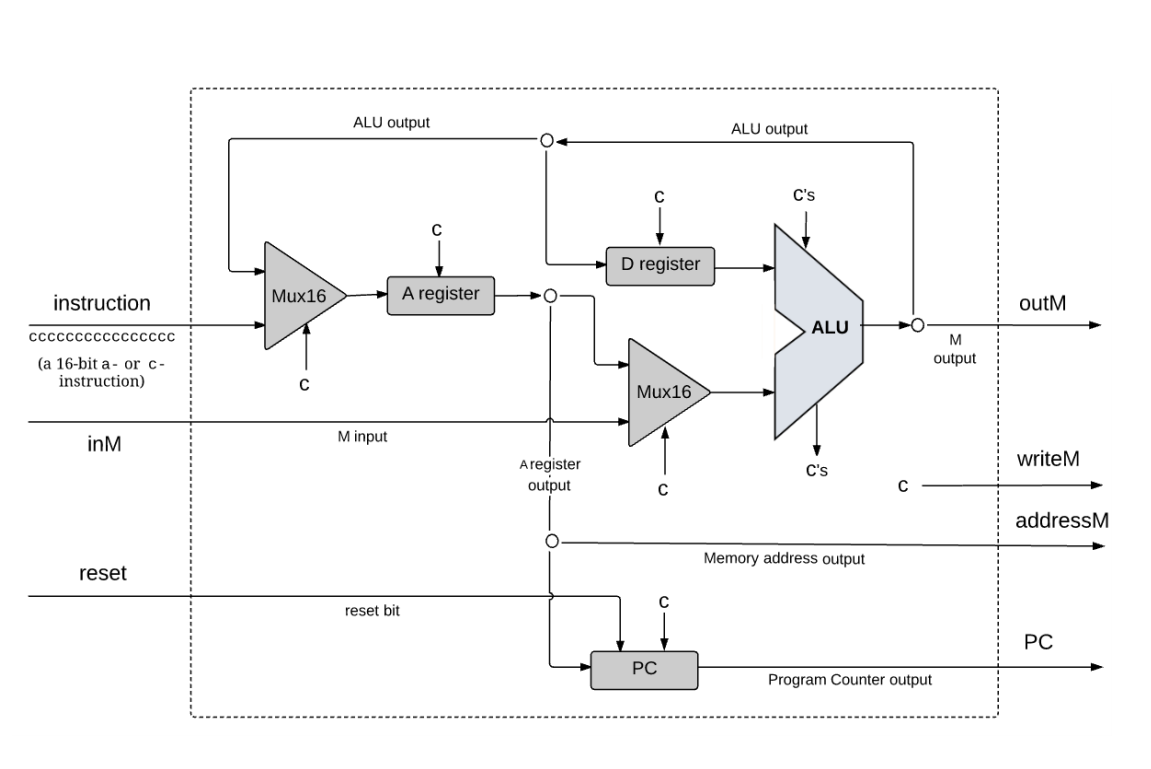 ALU output
ALU output
c
c's
c
D register
Mux16
A register
instruction
cccccccccccccccc
(a 16-bit a- or c-
instruction)
c
ALU
outM
M
output
Mux16
inM
M input
A register
output
c
c's
c
writeM
addressM
Memory address output
reset
reset bit
c
PC
PC
Program Counter output